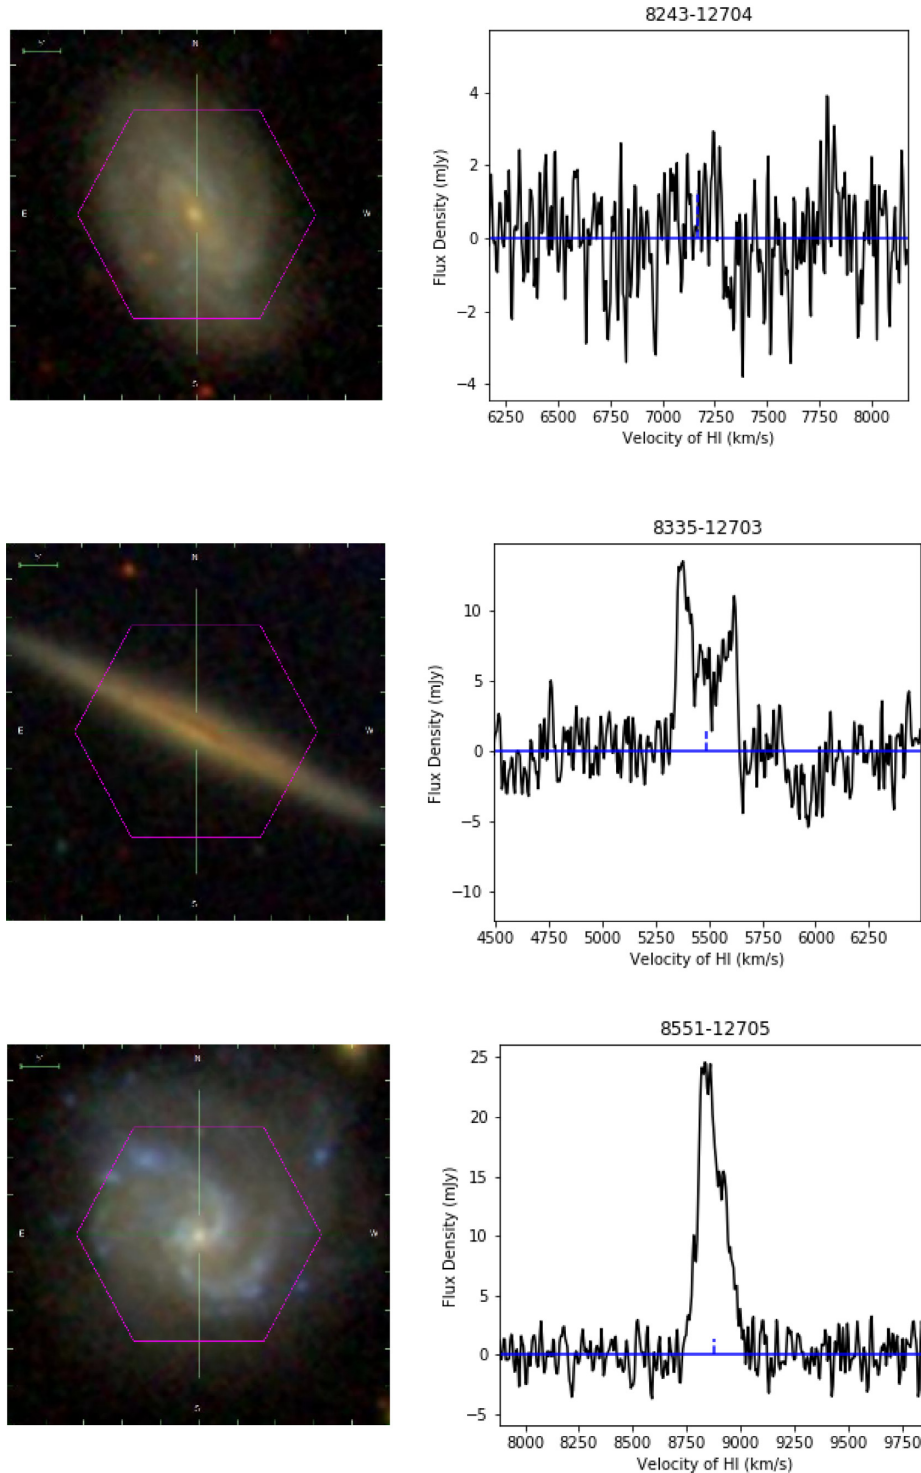 8243-12704
5"
N
E
W
S
4
2
0
−2
−4
Flux Density (mJy)
6250 6500 6750 7000 7250 7500 7750 8000
Velocity of HI (km/s)
8335-12703
5"
N
E
W
S
10
5
0
−5
−10
Flux Density (mJy)
4500 4750 5000 5250 5500 5750 6000 6250
Velocity of HI (km/s)
8551-12705
5"
N
E
W
S
25
20
15
10
5
0
−5
Flux Density (mJy)
8000 8250 8500 8750 9000 9250 9500 9750
Velocity of HI (km/s)